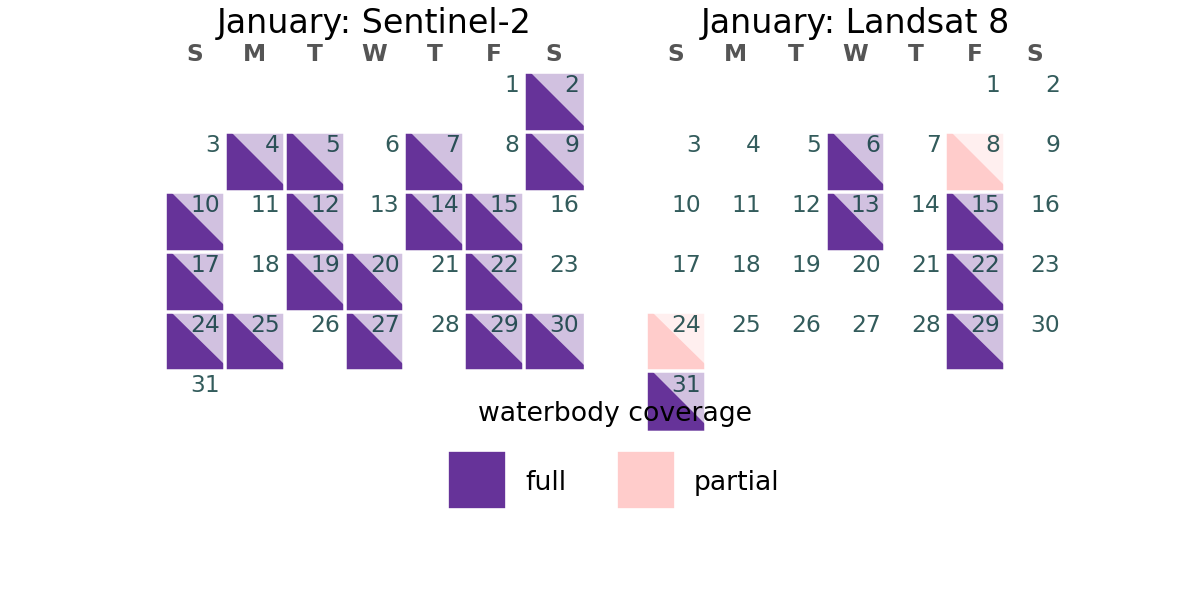 January: Sentinel-2
S M T W T F S
1 2
3 4 5 6 7 8 9
10 11 12 13 14 15 16
17 18 19 20 21 22 23
24 25 26 27 28 29 30
31
January: Landsat 8
S M T W T F S
1 2
3 4 5 6 7 8 9
10 11 12 13 14 15 16
17 18 19 20 21 22 23
24 25 26 27 28 29 30
31
waterbody coverage
full partial